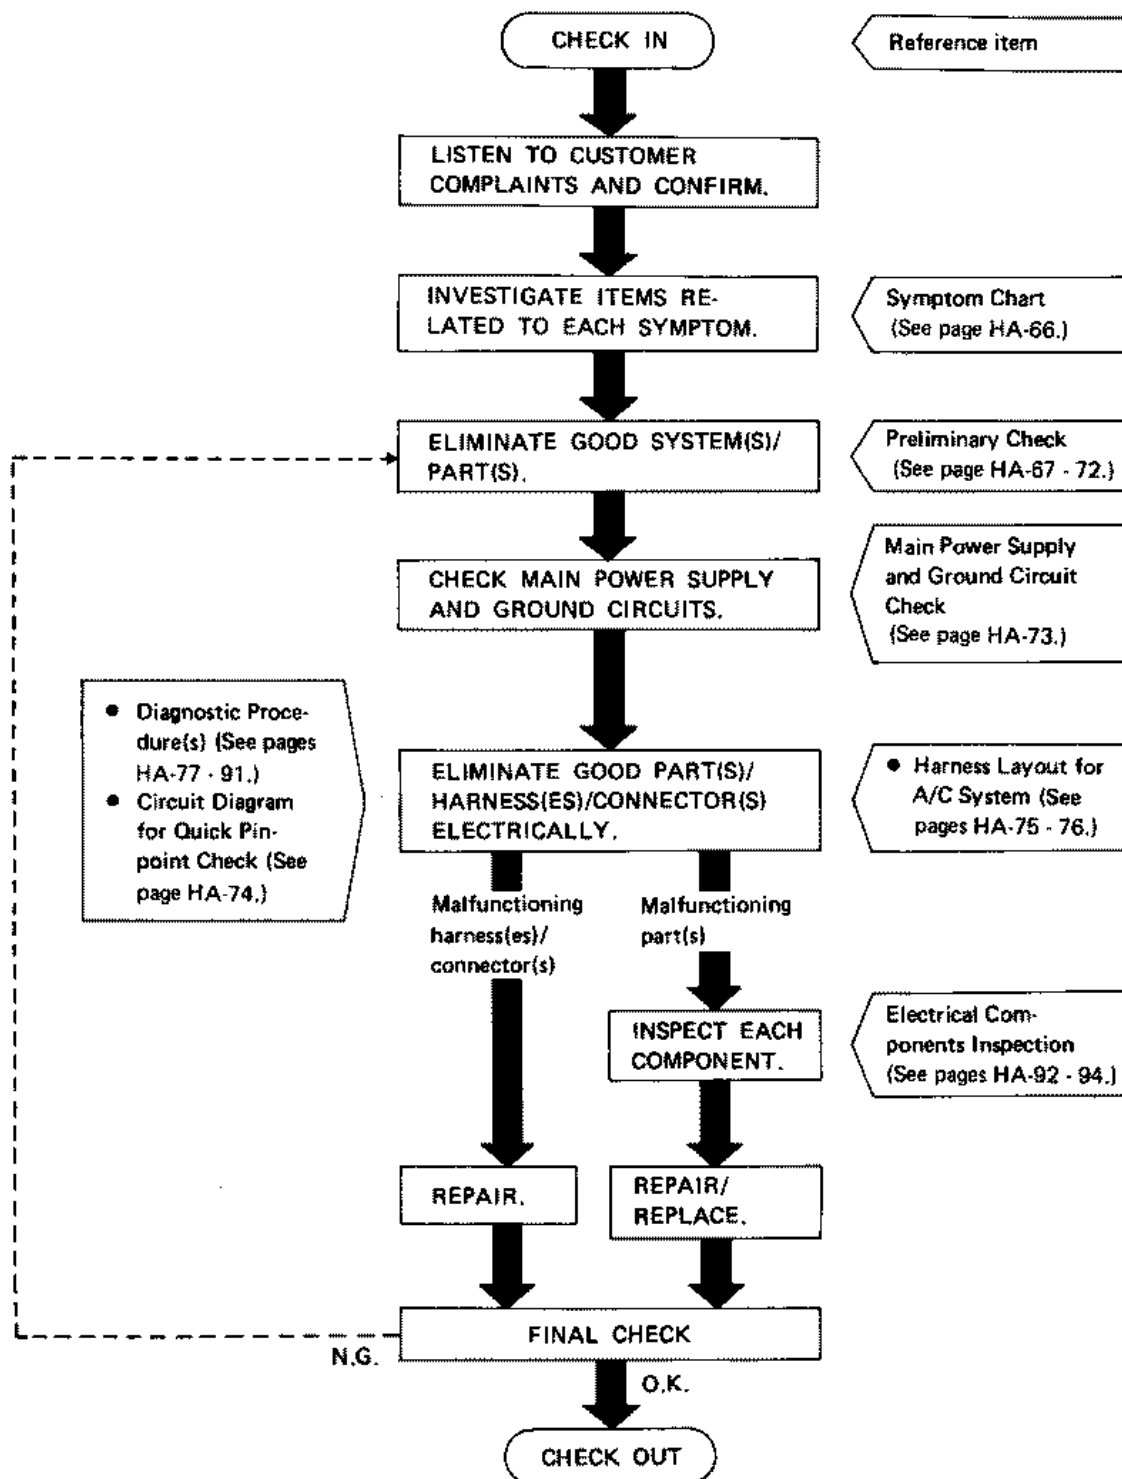 CHECK IN
Reference item
LISTEN TO CUSTOMER
COMPLAINTS AND CONFIRM.
INVESTIGATE ITEMS RE-
LATED TO EACH SYMPTOM.
Symptom Chart
(See page HA-66.)
ELIMINATE GOOD SYSTEM(S)/
PART(S).
Preliminary Check
(See page HA-67 - 72.)
CHECK MAIN POWER SUPPLY
AND GROUND CIRCUITS.
Main Power Supply
and Ground Circuit
Check
(See page HA-73.)
● Diagnostic Proce-
dure(s) (See pages
HA-77 - 91.)
● Circuit Diagram
for Quick Pin-
point Check (See
page HA-74.)
ELIMINATE GOOD PART(S)/
HARNESS(ES)/CONNECTOR(S)
ELECTRICALLY.
● Harness Layout for
A/C System (See
pages HA-75 - 76.)
Malfunctioning
harness(es)/
connector(s)
Malfunctioning
part(s)
INSPECT EACH
COMPONENT.
Electrical Com-
ponents Inspection
(See pages HA-92 - 94.)
REPAIR.
REPAIR/
REPLACE.
FINAL CHECK
N.G.
O.K.
CHECK OUT